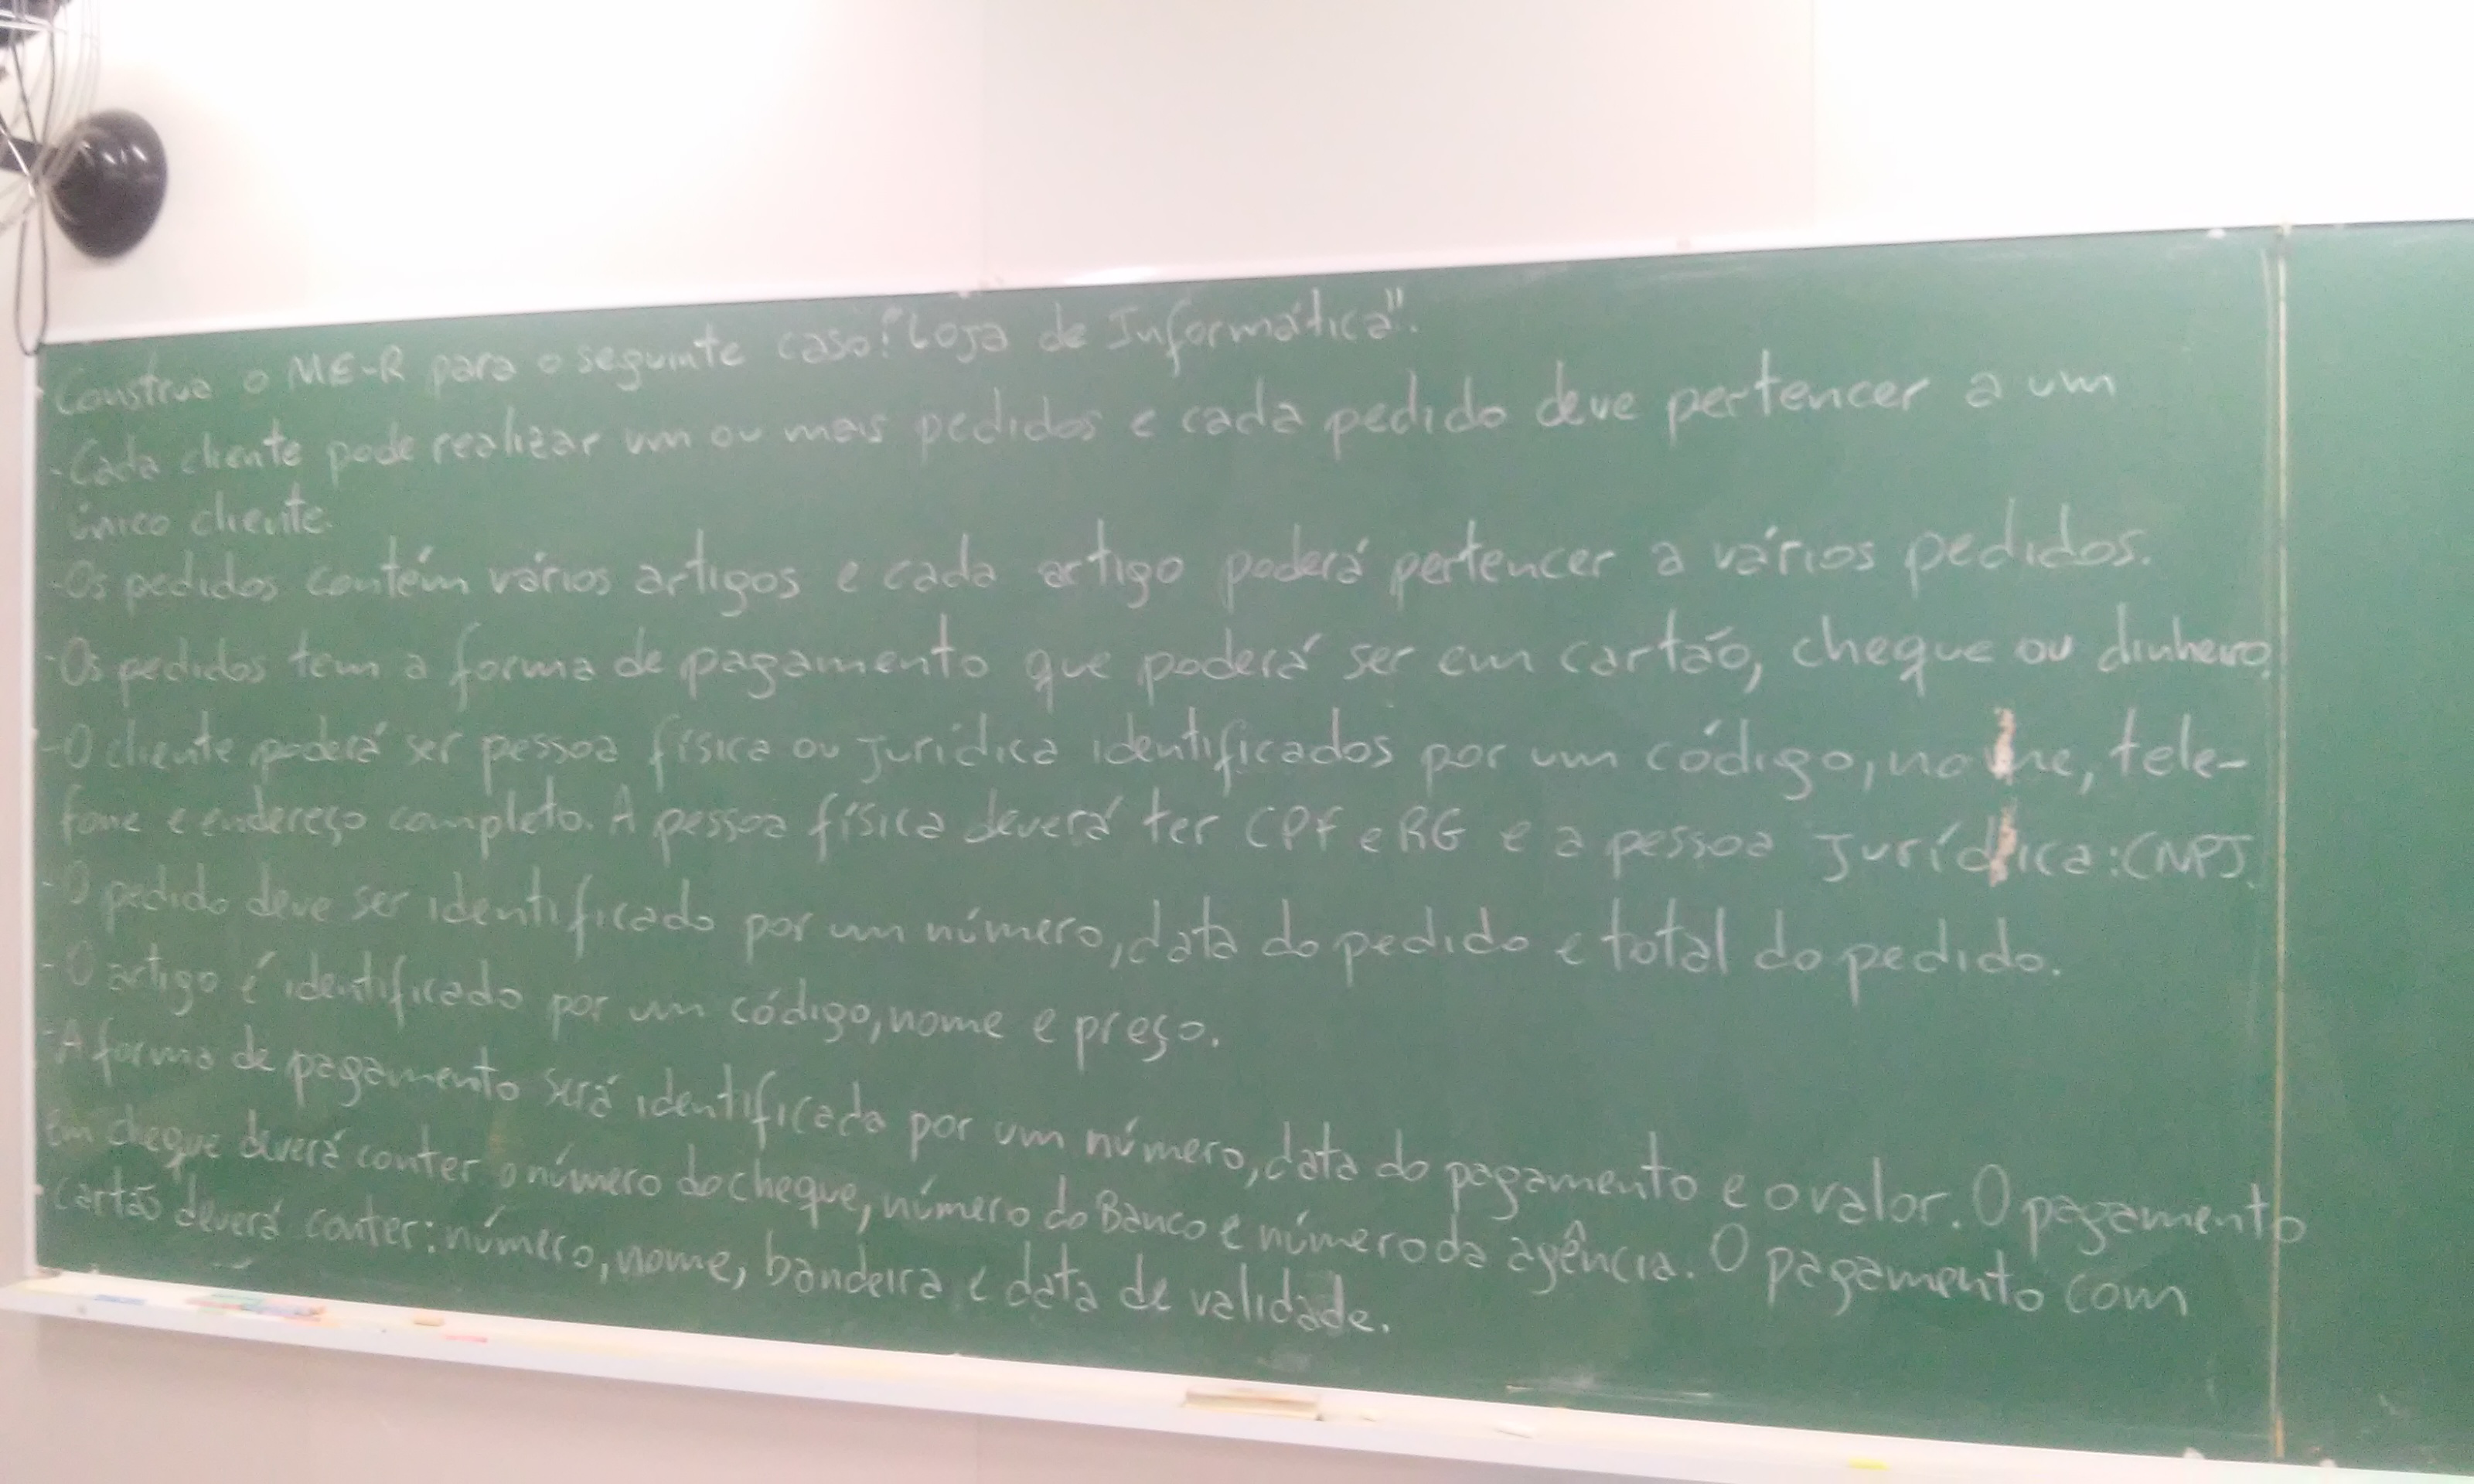 Construa o ME-R para o seguinte caso: "Loja de Informática".
-Cada cliente pode realizar um ou mais pedidos e cada pedido deve pertencer a um
único cliente.
-Os pedidos contém vários artigos e cada artigo poderá pertencer a vários pedidos.
-Os pedidos tem a forma de pagamento que poderá ser em cartão, cheque ou dinheiro.
-O cliente poderá ser pessoa física ou jurídica identificados por um código, nome, tele-
fone e endereço completo. A pessoa física deverá ter CPF e RG e a pessoa Jurídica: CNPJ.
-O pedido deve ser identificado por um número, data do pedido e total do pedido.
-O artigo é identificado por um código, nome e preço.
-A forma de pagamento será identificada por um número, data do pagamento e o valor. O pagamento
em cheque deverá conter o número do cheque, número do Banco e número da agência. O pagamento com
cartão deverá conter: número, nome, bandeira e data de validade.